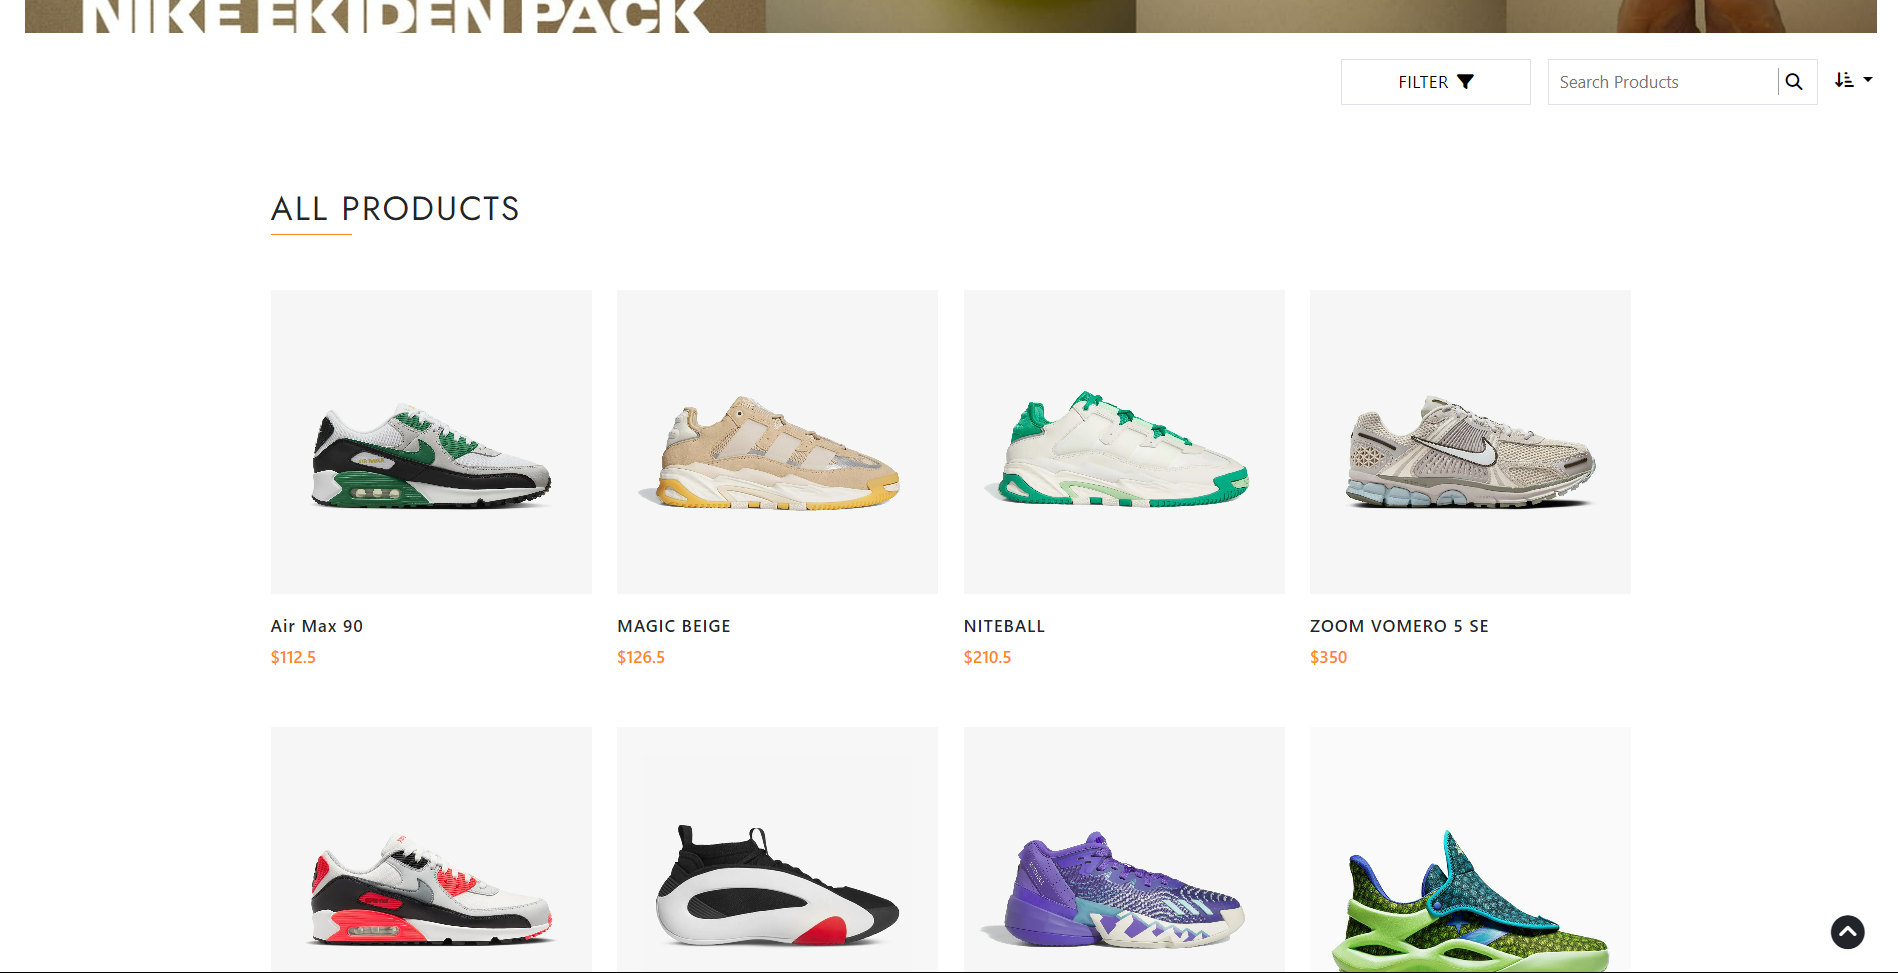 NIKE EKIDEN PACK
FILTER
Search Products
ALL PRODUCTS
Air Max 90
$112.5
MAGIC BEIGE
$126.5
NITEBALL
$210.5
ZOOM VOMERO 5 SE
$350